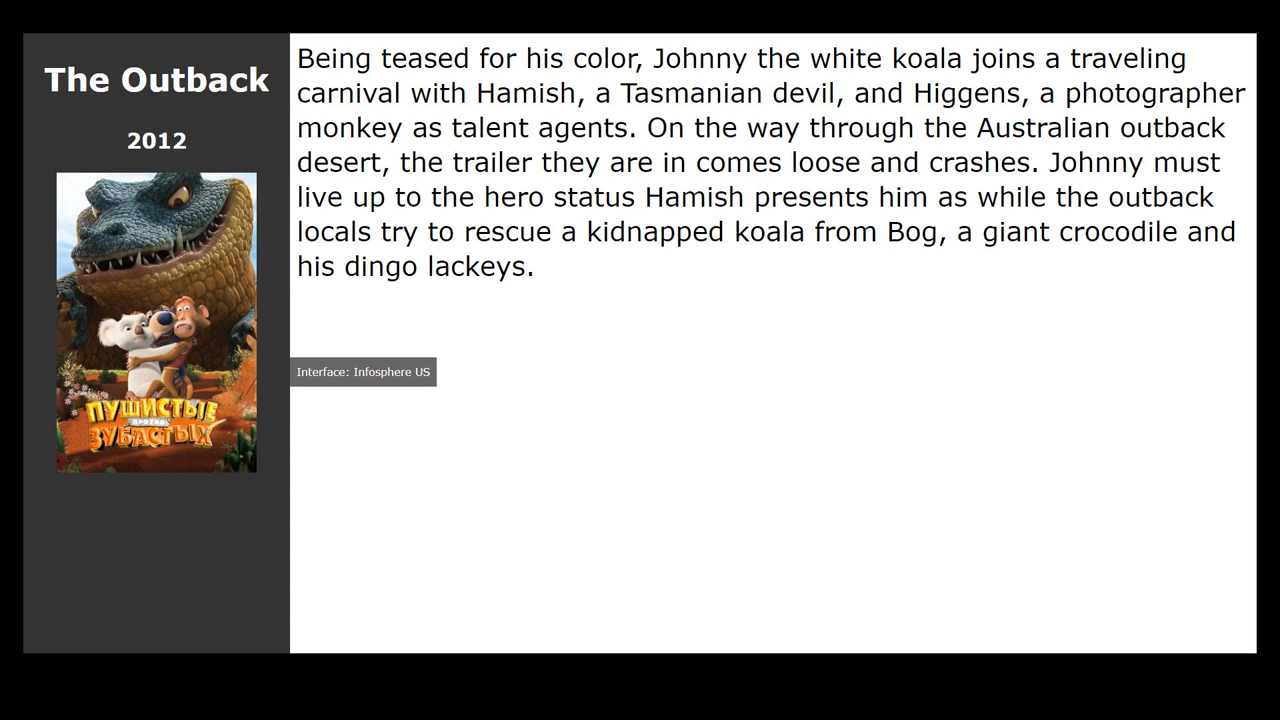 The Outback
2012
ПУШИСТЫЕ
ПРОТИВ
ЗУБАСТЫХ
Being teased for his color, Johnny the white koala joins a traveling
carnival with Hamish, a Tasmanian devil, and Higgens, a photographer
monkey as talent agents. On the way through the Australian outback
desert, the trailer they are in comes loose and crashes. Johnny must
live up to the hero status Hamish presents him as while the outback
locals try to rescue a kidnapped koala from Bog, a giant crocodile and
his dingo lackeys.
Interface: Infosphere US